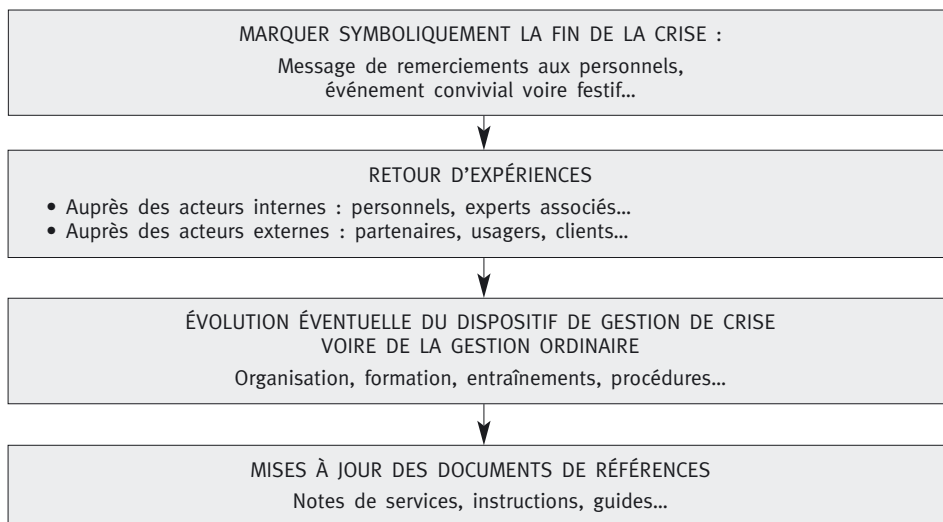 MARQUER SYMBOLIQUEMENT LA FIN DE LA CRISE :
Message de remerciements aux personnels,
événement convivial voire festif...
RETOUR D'EXPÉRIENCES
• Auprès des acteurs internes : personnels, experts associés...
• Auprès des acteurs externes : partenaires, usagers, clients...
ÉVOLUTION ÉVENTUELLE DU DISPOSITIF DE GESTION DE CRISE
VOIRE DE LA GESTION ORDINAIRE
Organisation, formation, entraînements, procédures...
MISES À JOUR DES DOCUMENTS DE RÉFÉRENCES
Notes de services, instructions, guides...